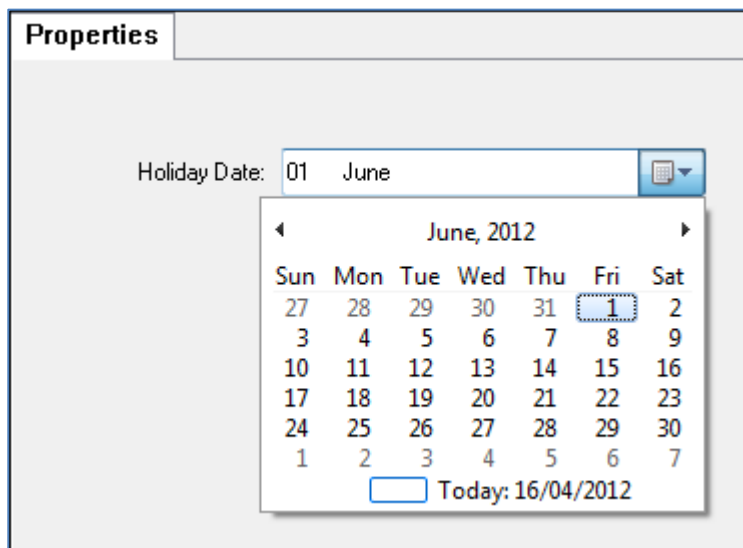 Properties
Holiday Date: 01 June
June, 2012
Sun Mon Tue Wed Thu Fri Sat
27 28 29 30 31 1 2
3 4 5 6 7 8 9
10 11 12 13 14 15 16
17 18 19 20 21 22 23
24 25 26 27 28 29 30
1 2 3 4 5 6 7
Today: 16/04/2012